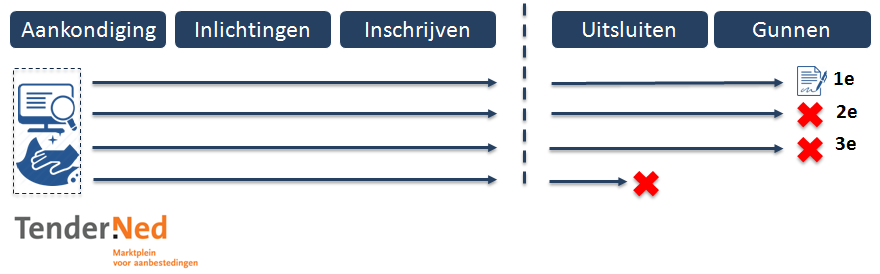 Aankondiging Inlichtingen Inschrijven Uitsluiten Gunnen
1e
2e
3e
TenderNed
Marktplein
voor aanbestedingen